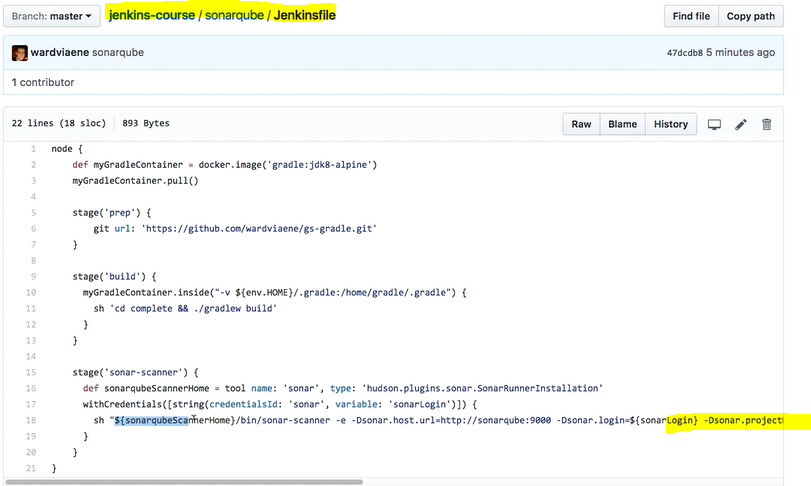 Branch: master
jenkins-course / sonarqube / Jenkinsfile
Find file
Copy path
wardviaene sonarqube
47dcdb8 5 minutes ago
1 contributor
22 lines (18 sloc)
893 Bytes
Raw
Blame
History
1 node {
2 def myGradleContainer = docker.image('gradle:jdk8-alpine')
3 myGradleContainer.pull()
4
5 stage('prep') {
6 git url: 'https://github.com/wardviaene/gs-gradle.git'
7 }
8
9 stage('build') {
10 myGradleContainer.inside("-v ${env.HOME}/.gradle:/home/gradle/.gradle") {
11 sh 'cd complete && ./gradlew build'
12 }
13 }
14
15 stage('sonar-scanner') {
16 def sonarqubeScannerHome = tool name: 'sonar', type: 'hudson.plugins.sonar.SonarRunnerInstallation'
17 withCredentials([string(credentialsId: 'sonar', variable: 'sonarLogin')]) {
18 sh "${sonarqubeScannerHome}/bin/sonar-scanner -e -Dsonar.host.url=http://sonarqube:9000 -Dsonar.login=${sonarLogin} -Dsonar.project
19 }
20 }
21 }